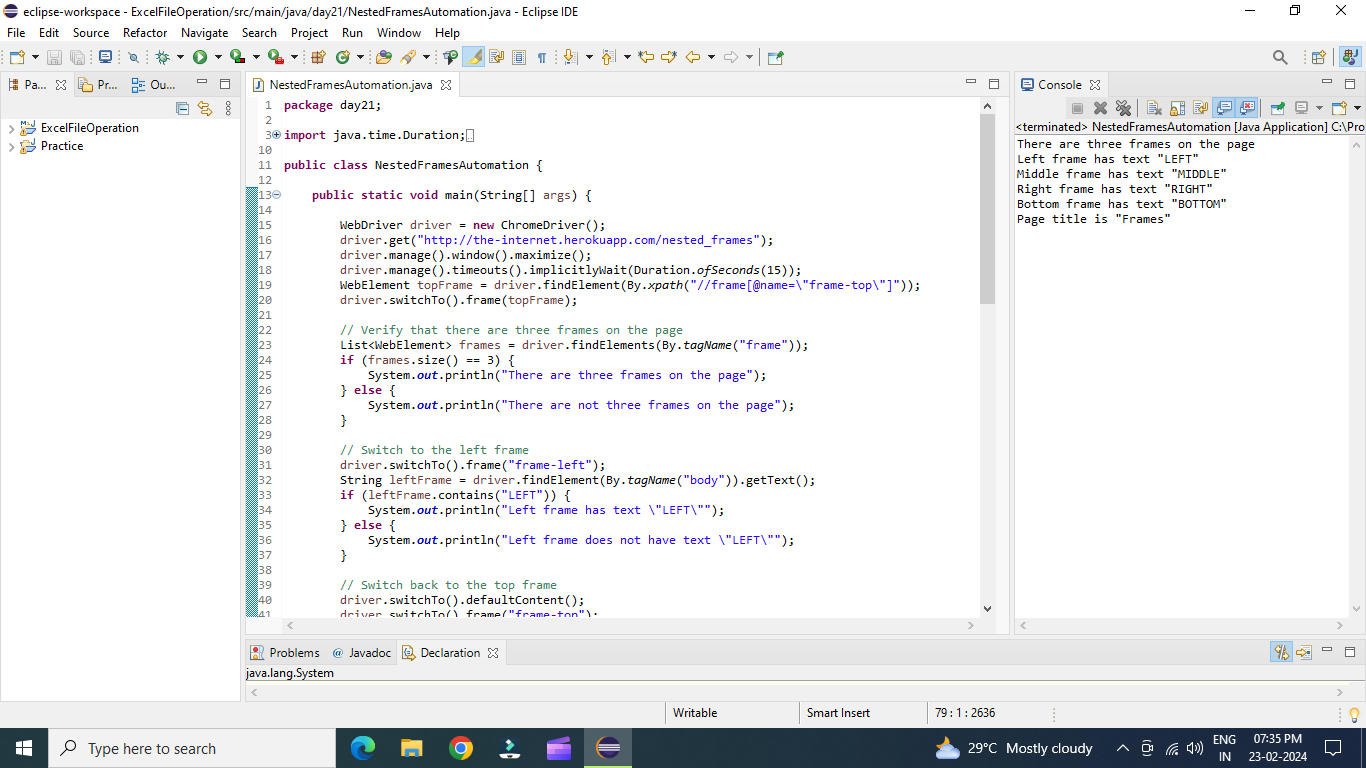 eclipse-workspace - ExcelFileOperation/src/main/java/day21/NestedFramesAutomation.java - Eclipse IDE
File Edit Source Refactor Navigate Search Project Run Window Help
Pa... Pr... Ou...
ExcelFileOperation
Practice
NestedFramesAutomation.java
1 package day21;
2
3 import java.time.Duration;
10
11 public class NestedFramesAutomation {
12
13 public static void main(String[] args) {
14
15 WebDriver driver = new ChromeDriver();
16 driver.get("http://the-internet.herokuapp.com/nested_frames");
17 driver.manage().window().maximize();
18 driver.manage().timeouts().implicitlyWait(Duration.ofSeconds(15));
19 WebElement topFrame = driver.findElement(By.xpath("//frame[@name=\"frame-top\"]"));
20 driver.switchTo().frame(topFrame);
21
22 // Verify that there are three frames on the page
23 List<WebElement> frames = driver.findElements(By.tagName("frame"));
24 if (frames.size() == 3) {
25 System.out.println("There are three frames on the page");
26 } else {
27 System.out.println("There are not three frames on the page");
28 }
29
30 // Switch to the left frame
31 driver.switchTo().frame("frame-left");
32 String leftFrame = driver.findElement(By.tagName("body")).getText();
33 if (leftFrame.contains("LEFT")) {
34 System.out.println("Left frame has text \"LEFT\"");
35 } else {
36 System.out.println("Left frame does not have text \"LEFT\"");
37 }
38
39 // Switch back to the top frame
40 driver.switchTo().defaultContent();
41 driver.switchTo().frame("frame-top");
Console
<terminated> NestedFramesAutomation [Java Application] C:\Pro
There are three frames on the page
Left frame has text "LEFT"
Middle frame has text "MIDDLE"
Right frame has text "RIGHT"
Bottom frame has text "BOTTOM"
Page title is "Frames"
Problems @ Javadoc Declaration
java.lang.System
Writable Smart Insert 79 : 1 : 2636
Type here to search
29°C Mostly cloudy
ENG
IN
07:35 PM
23-02-2024